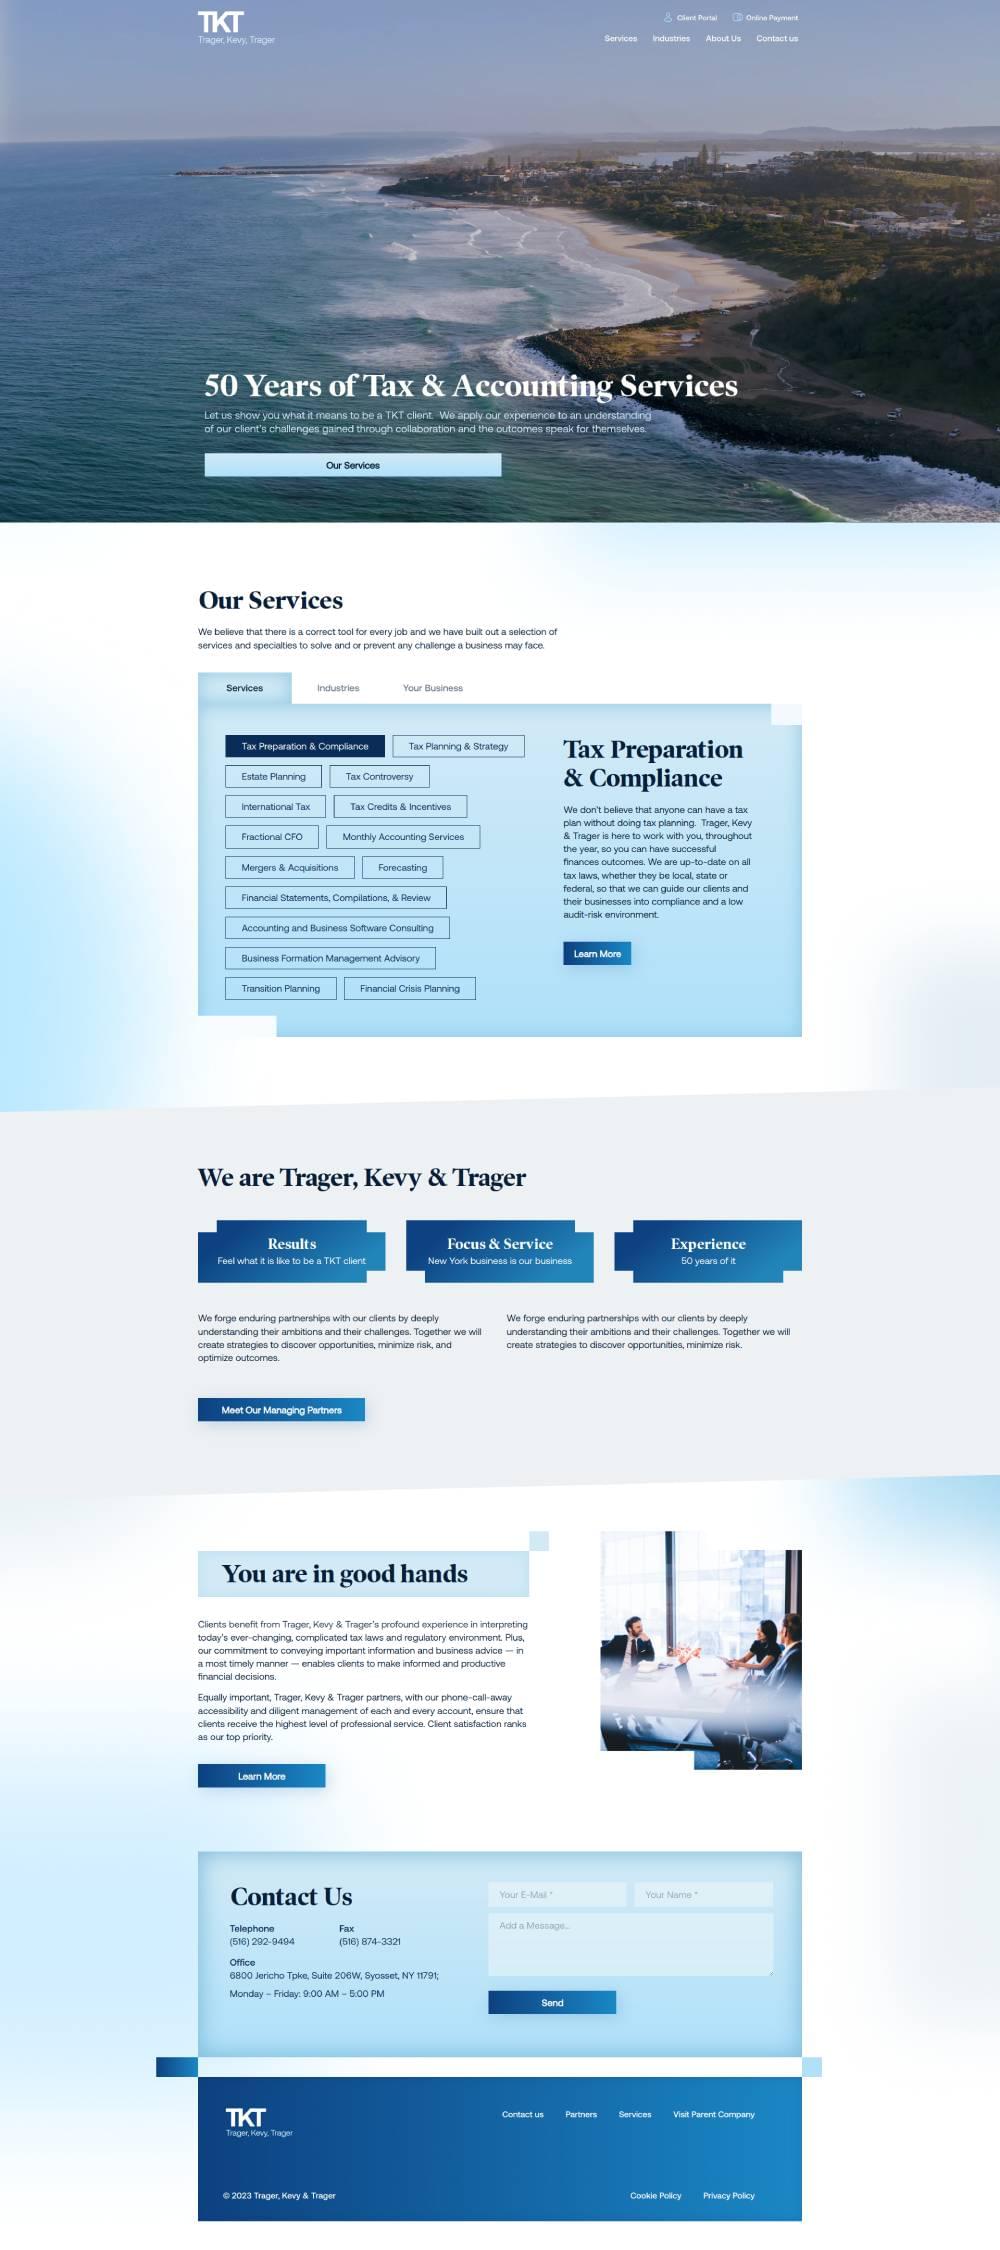 TKT
Trager, Kevy, Trager
Client Portal
Online Payment
Services
Industries
About Us
Contact us
50 Years of Tax & Accounting Services
Let us show you what it means to be a TKT client. We apply our experience to an understanding
of our client's challenges gained through collaboration and the outcomes speak for themselves.
Our Services
Our Services
We believe that there is a correct tool for every job and we have built out a selection of
services and specialties to solve and or prevent any challenge a business may face.
Services
Industries
Your Business
Tax Preparation & Compliance
Tax Planning & Strategy
Estate Planning
Tax Controversy
International Tax
Tax Credits & Incentives
Fractional CFO
Monthly Accounting Services
Mergers & Acquisitions
Forecasting
Financial Statements, Compilations, & Review
Accounting and Business Software Consulting
Business Formation Management Advisory
Transition Planning
Financial Crisis Planning
Tax Preparation
& Compliance
We don't believe that anyone can have a tax
plan without doing tax planning. Trager, Kevy
& Trager is here to work with you, throughout
the year, so you can have successful
finances outcomes. We are up-to-date on all
tax laws, whether they be local, state or
federal, so that we can guide our clients and
their businesses into compliance and a low
audit-risk environment.
Learn More
We are Trager, Kevy & Trager
Results
Feel what it is like to be a TKT client
Focus & Service
New York business is our business
Experience
50 years of it
We forge enduring partnerships with our clients by deeply
understanding their ambitions and their challenges. Together we will
create strategies to discover opportunities, minimize risk, and
optimize outcomes.
We forge enduring partnerships with our clients by deeply
understanding their ambitions and their challenges. Together we will
create strategies to discover opportunities, minimize risk.
Meet Our Managing Partners
You are in good hands
Clients benefit from Trager, Kevy & Trager's profound experience in interpreting
today's ever-changing, complicated tax laws and regulatory environment. Plus,
our commitment to conveying important information and business advice — in
a most timely manner — enables clients to make informed and productive
financial decisions.
Equally important, Trager, Kevy & Trager partners, with our phone-call-away
accessibility and diligent management of each and every account, ensure that
clients receive the highest level of professional service. Client satisfaction ranks
as our top priority.
Learn More
Contact Us
Telephone
(516) 292-9494
Fax
(516) 874-3321
Office
6800 Jericho Tpke, Suite 206W, Syosset, NY 11791;
Monday – Friday: 9:00 AM – 5:00 PM
Your E-Mail *
Your Name *
Add a Message...
Send
TKT
Trager, Kevy, Trager
Contact us
Partners
Services
Visit Parent Company
© 2023 Trager, Kevy & Trager
Cookie Policy
Privacy Policy